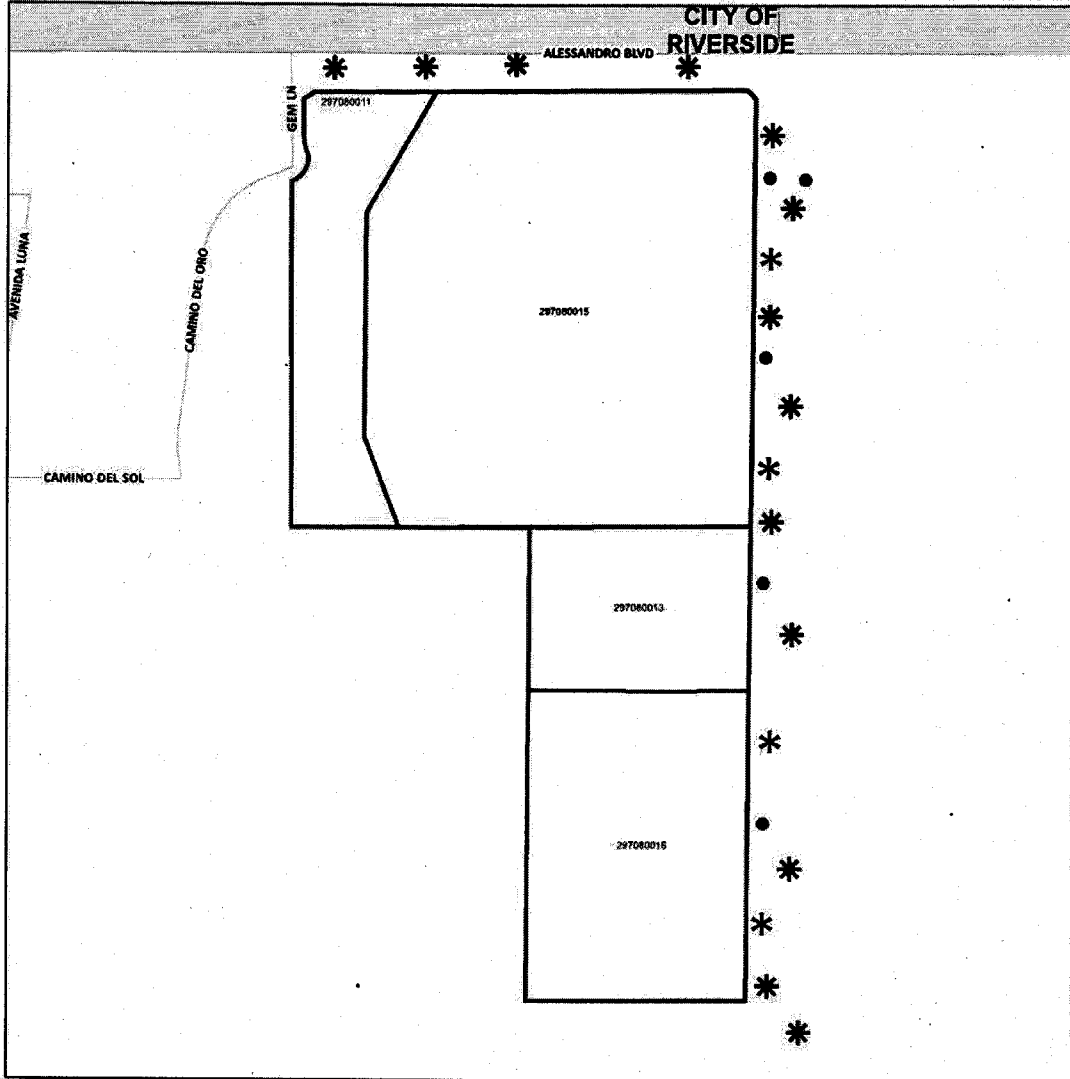 CITY OF
RIVERSIDE
ALESSANDRO BLVD
297080011
GEM LN
AVENIDA LUNA
CAMINO DEL ORO
297080015
CAMINO DEL SOL
297080013
297080016